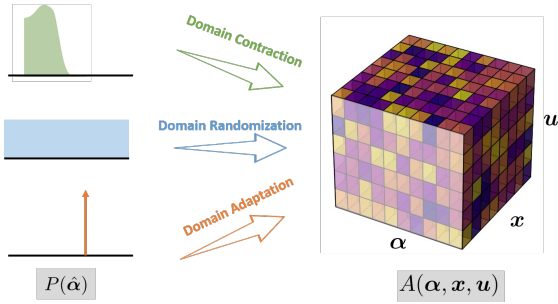 Domain Contraction
Domain Randomization
Domain Adaptation
P(α̂)
u
x
α
A(α, x, u)